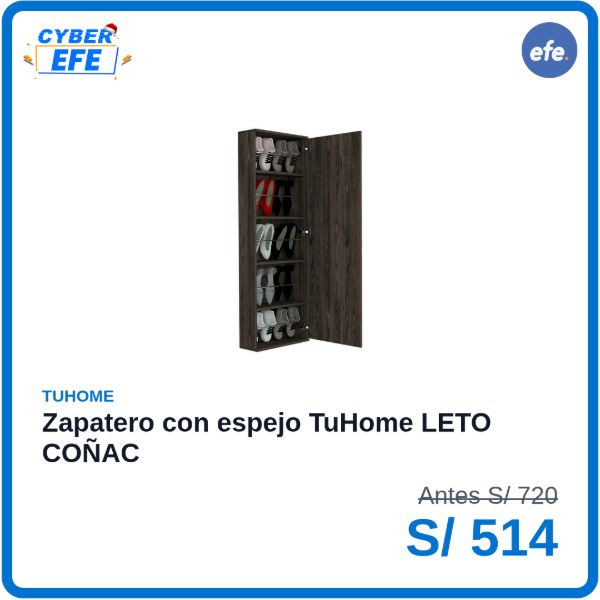 CYBER
EFE
efe.
TUHOME
Zapatero con espejo TuHome LETO
COÑAC
Antes S/ 720
S/ 514